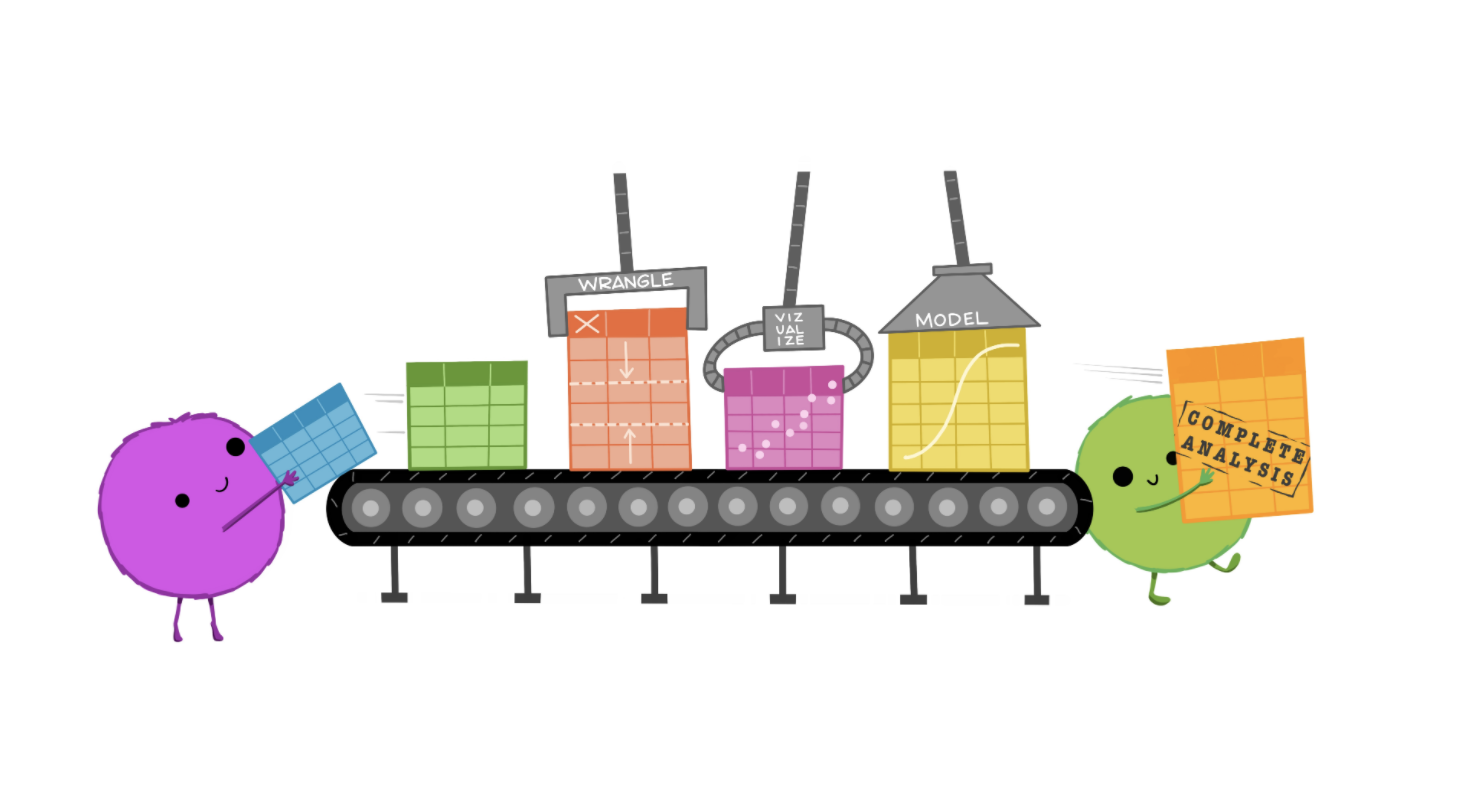 WRANGLE
VIZ
UAL
IZE
MODEL
COMPLETE
ANALYSIS